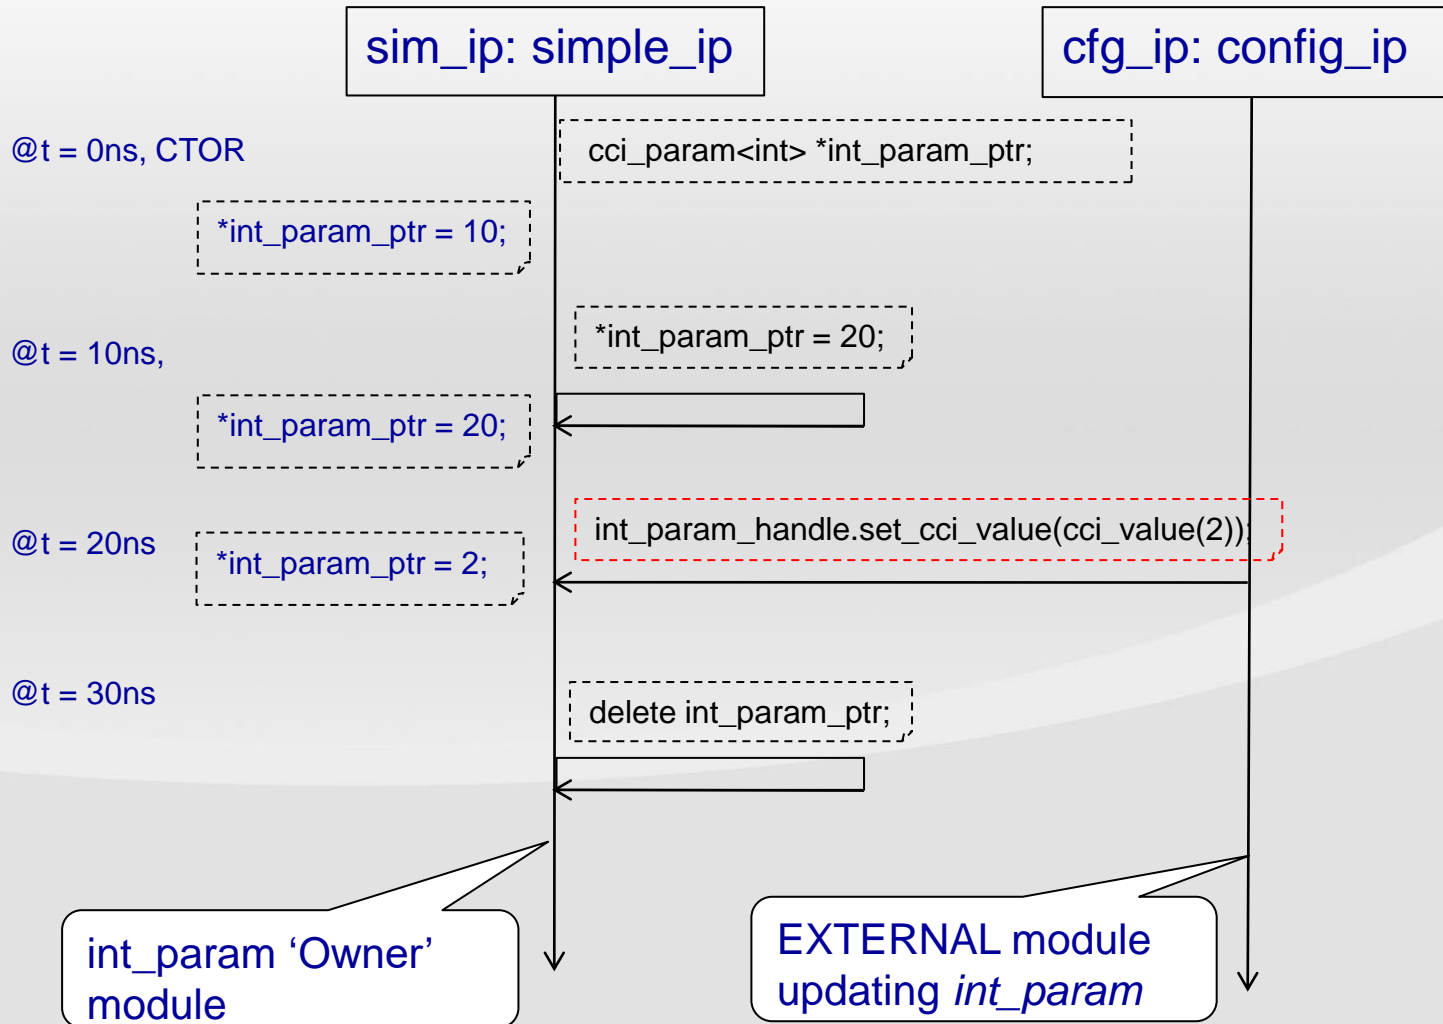 sim_ip: simple_ip
cfg_ip: config_ip
@t = 0ns, CTOR
cci_param<int> *int_param_ptr;
*int_param_ptr = 10;
*int_param_ptr = 20;
@t = 10ns,
*int_param_ptr = 20;
int_param_handle.set_cci_value(cci_value(2));
@t = 20ns
*int_param_ptr = 2;
@t = 30ns
delete int_param_ptr;
int_param ‘Owner’
module
EXTERNAL module
updating int_param